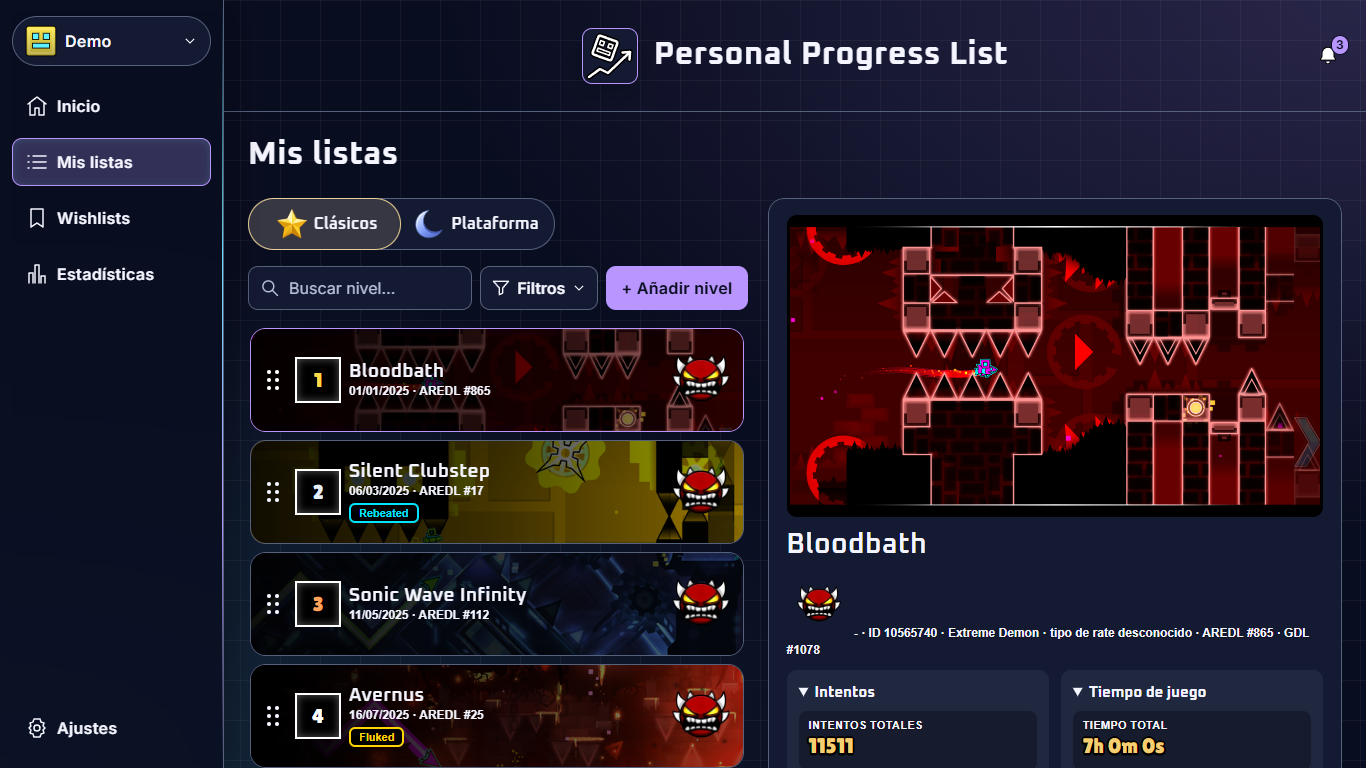 Demo
Personal Progress List
3
Inicio
Mis listas
Wishlists
Estadísticas
Ajustes
Mis listas
Clásicos
Plataforma
Buscar nivel...
Filtros
+ Añadir nivel
1
Bloodbath
01/01/2025 · AREDL #865
2
Silent Clubstep
06/03/2025 · AREDL #17
Rebeated
3
Sonic Wave Infinity
11/05/2025 · AREDL #112
4
Avernus
16/07/2025 · AREDL #25
Fluked
Bloodbath
- · ID 10565740 · Extreme Demon · tipo de rate desconocido · AREDL #865 · GDL
#1078
▼ Intentos
INTENTOS TOTALES
11511
▼ Tiempo de juego
TIEMPO TOTAL
7h 0m 0s